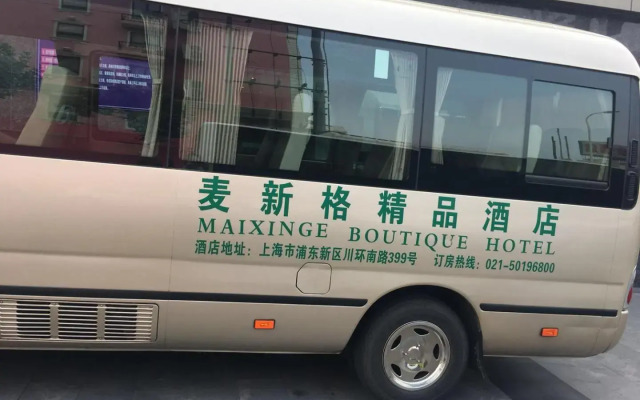 麦新格精品酒店
MAIXINGE BOUTIQUE HOTEL
酒店地址：上海市浦东新区川环南路399号 订房热线：021-50196800